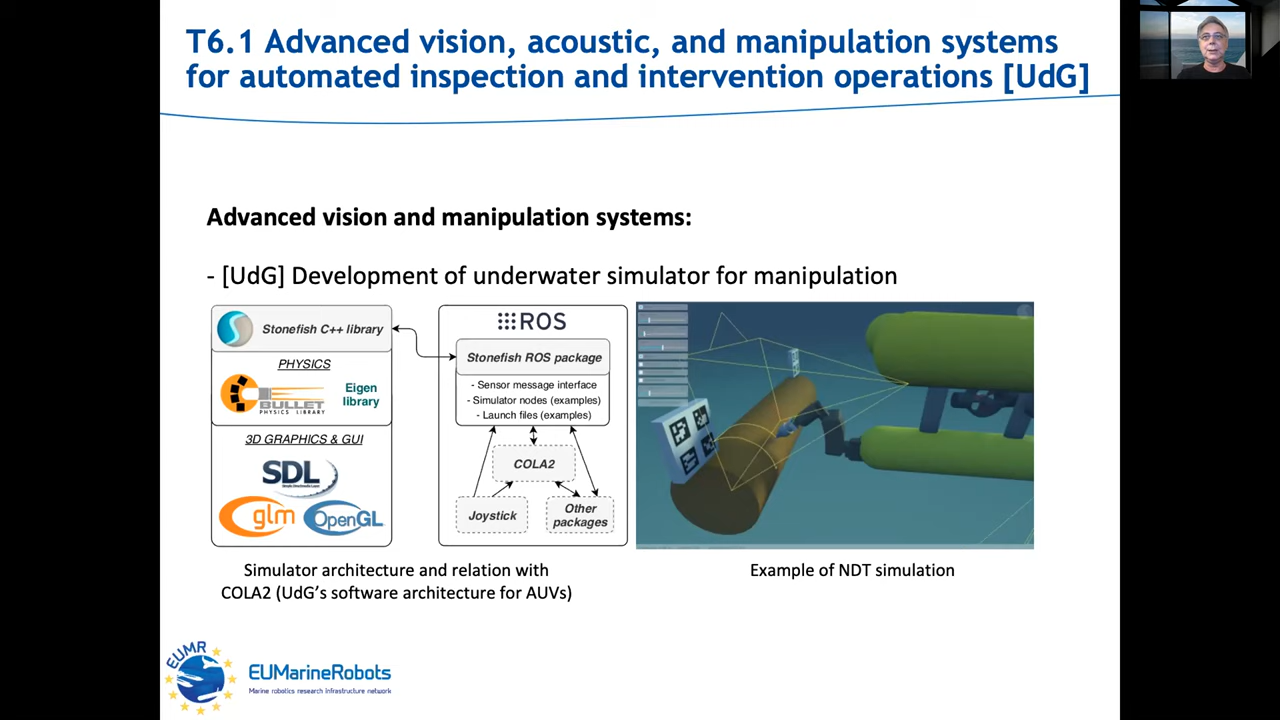 T6.1 Advanced vision, acoustic, and manipulation systems
for automated inspection and intervention operations [UdG]
Advanced vision and manipulation systems:
- [UdG] Development of underwater simulator for manipulation
Stonefish C++ library
PHYSICS
BULLET
PHYSICS LIBRARY
Eigen
library
3D GRAPHICS & GUI
SDL
glm
OpenGL
ROS
Stonefish ROS package
- Sensor message interface
- Simulator nodes (examples)
- Launch files (examples)
COLA2
Joystick
Other
packages
Simulator architecture and relation with
COLA2 (UdG's software architecture for AUVs)
Example of NDT simulation
EUMR
EUMarineRobots
Marine robotics research infrastructure network